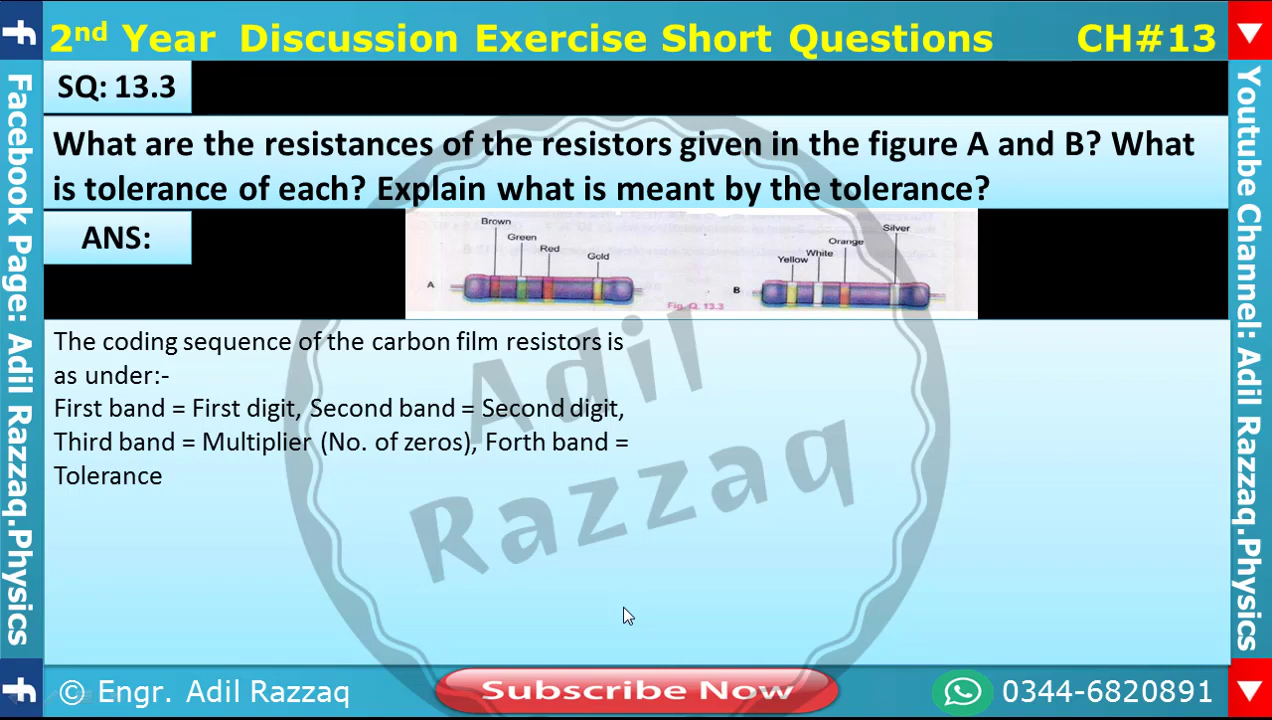 2nd Year Discussion Exercise Short Questions CH#13
SQ: 13.3
What are the resistances of the resistors given in the figure A and B? What
is tolerance of each? Explain what is meant by the tolerance?
ANS:
Brown
Green
Red
Gold
A
Silver
Orange
White
Yellow
B
Fig. Q. 13.3
The coding sequence of the carbon film resistors is
as under:-
First band = First digit, Second band = Second digit,
Third band = Multiplier (No. of zeros), Forth band =
Tolerance
Adil
Razzaq
Facebook Page: Adil Razzaq.Physics
Youtube Channel: Adil Razzaq.Physics
© Engr. Adil Razzaq
Subscribe Now
0344-6820891